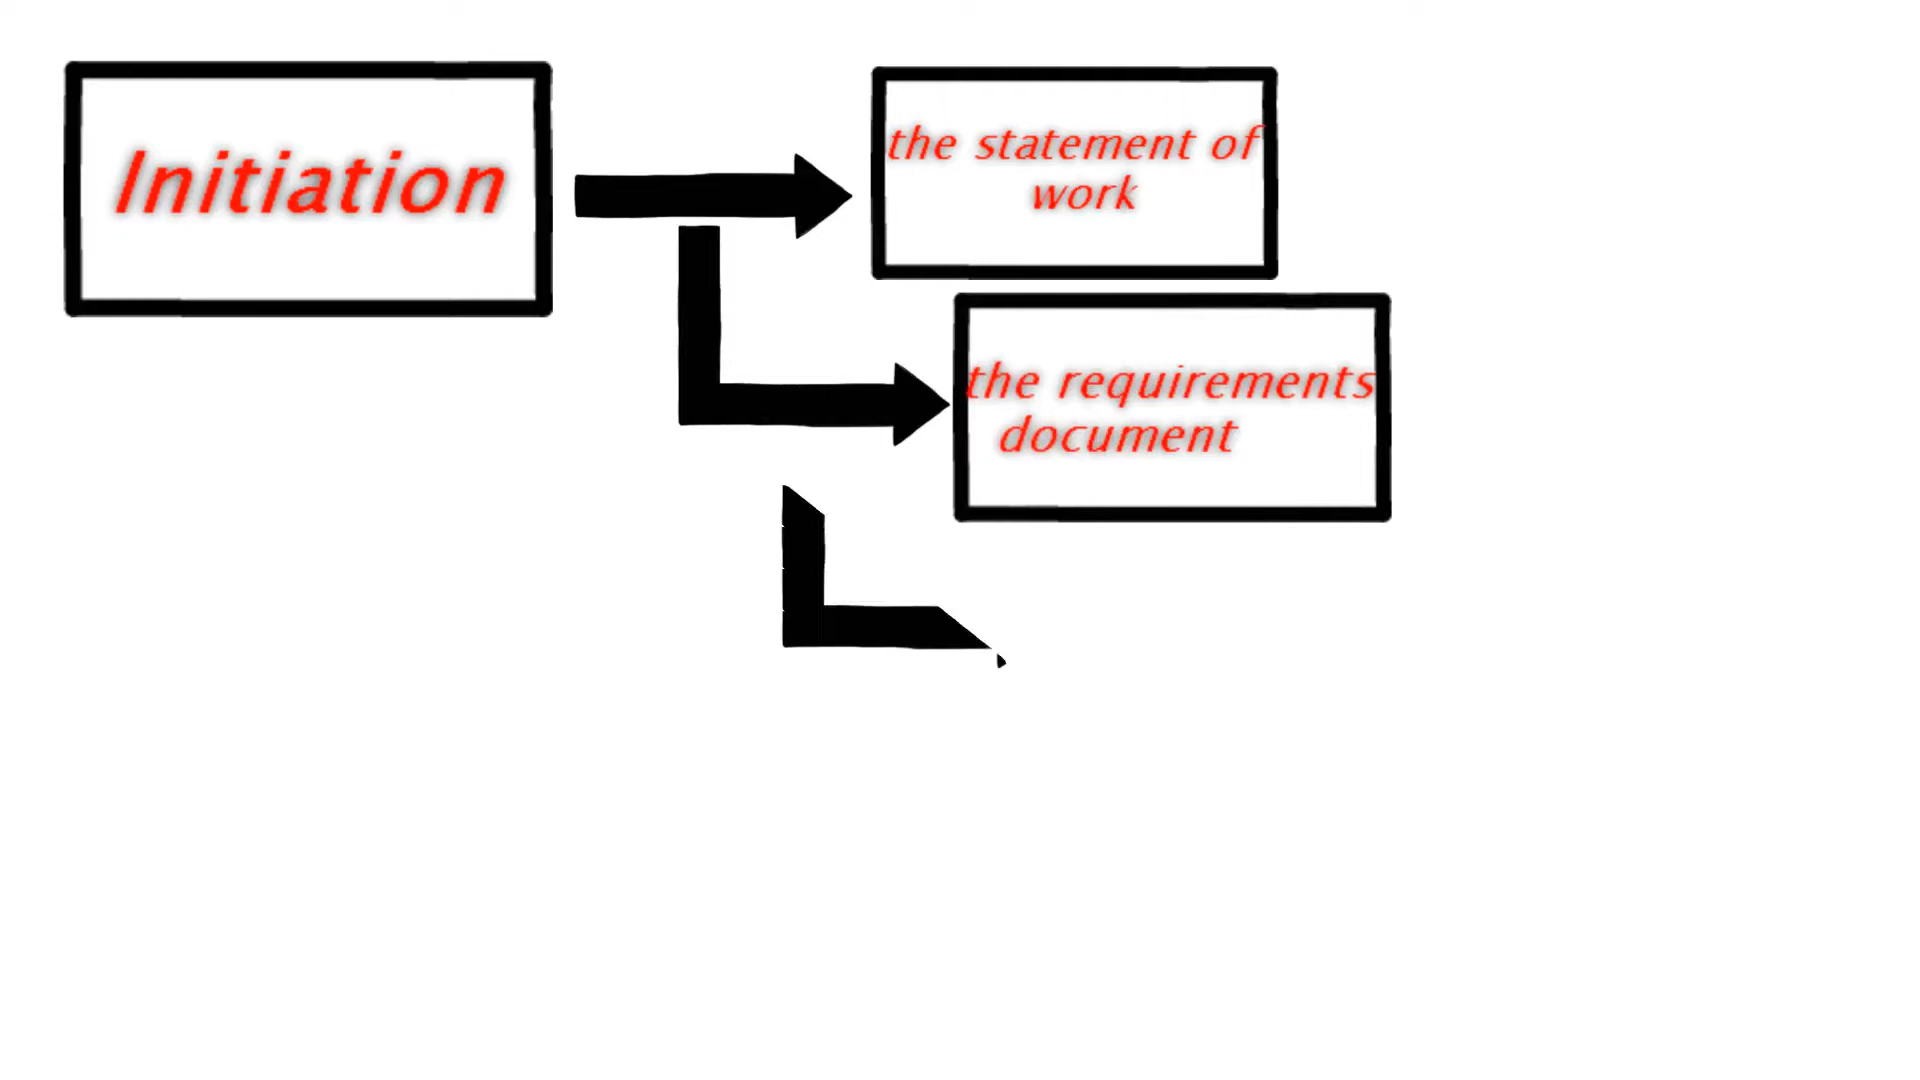 Initiation
the statement of
work
the requirements
document